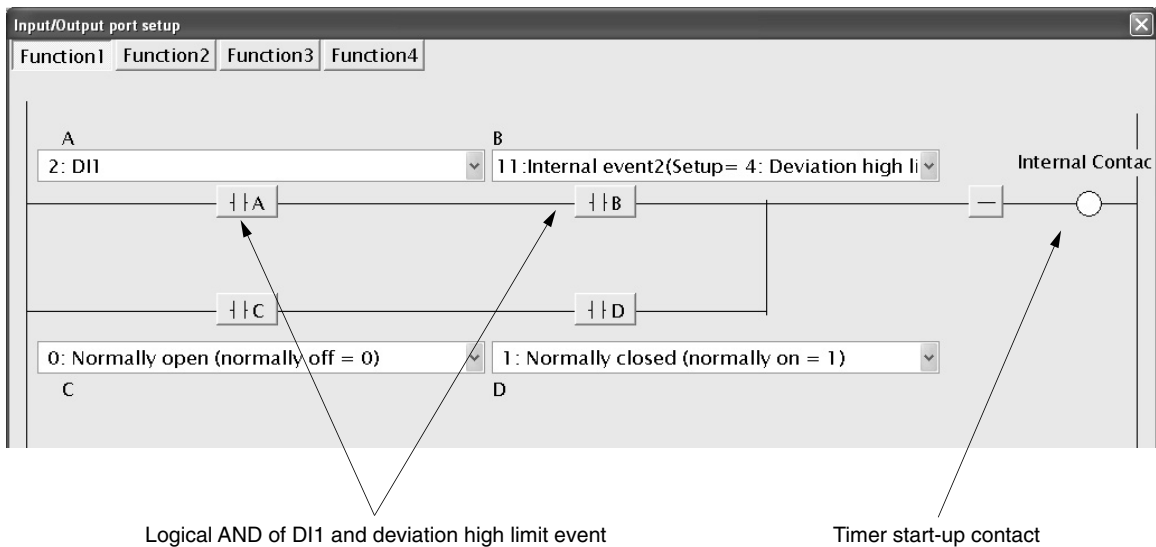 Input/Output port setup
Function1 Function2 Function3 Function4
A B
2: DI1 11:Internal event2(Setup= 4: Deviation high li
Internal Contac
A B
C D
0: Normally open (normally off = 0) 1: Normally closed (normally on = 1)
C D
Logical AND of DI1 and deviation high limit event Timer start-up contact